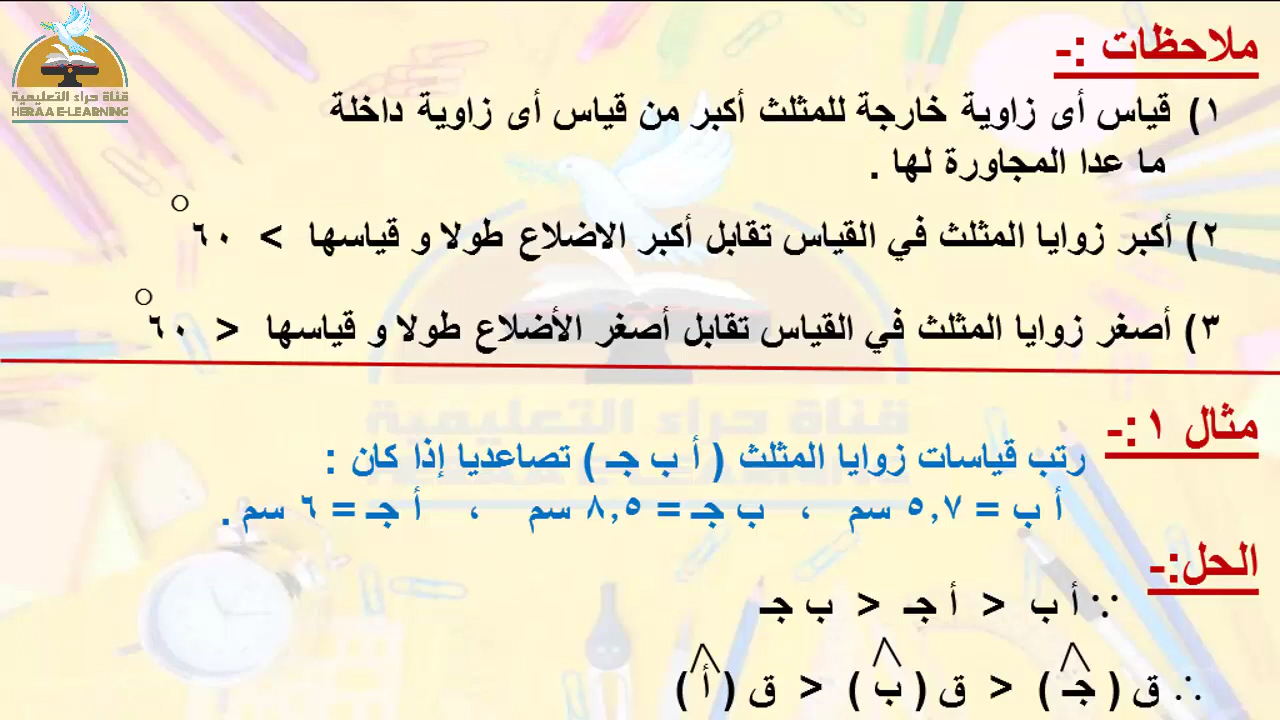 قناة حراء التعليمية
HERAA E-LEARNING
ملاحظات :-
١) قياس أى زاوية خارجة للمثلث أكبر من قياس أى زاوية داخلة
ما عدا المجاورة لها .
٢) أكبر زوايا المثلث في القياس تقابل أكبر الاضلاع طولا و قياسها > ٦٠°
٣) أصغر زوايا المثلث في القياس تقابل أصغر الأضلاع طولا و قياسها < ٦٠°
قناة حراء التعليمية
مثال ١ :-
رتب قياسات زوايا المثلث ( أ ب جـ ) تصاعديا إذا كان :
أ ب = ٥,٧ سم ، ب جـ = ٨,٥ سم ، أ جـ = ٦ سم .
الحل:-
∵ أ ب < أ جـ < ب جـ
∴ ق ( جـ^ ) < ق ( ب^ ) < ق ( أ^ )